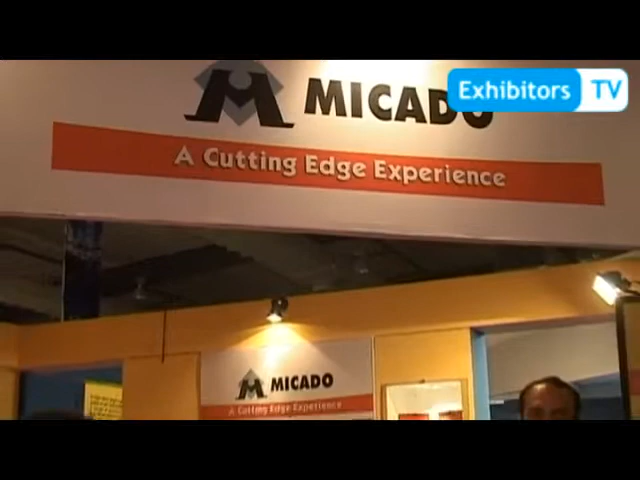 Exhibitors TV
MICADO
A Cutting Edge Experience
MICADO
A Cutting Edge Experience